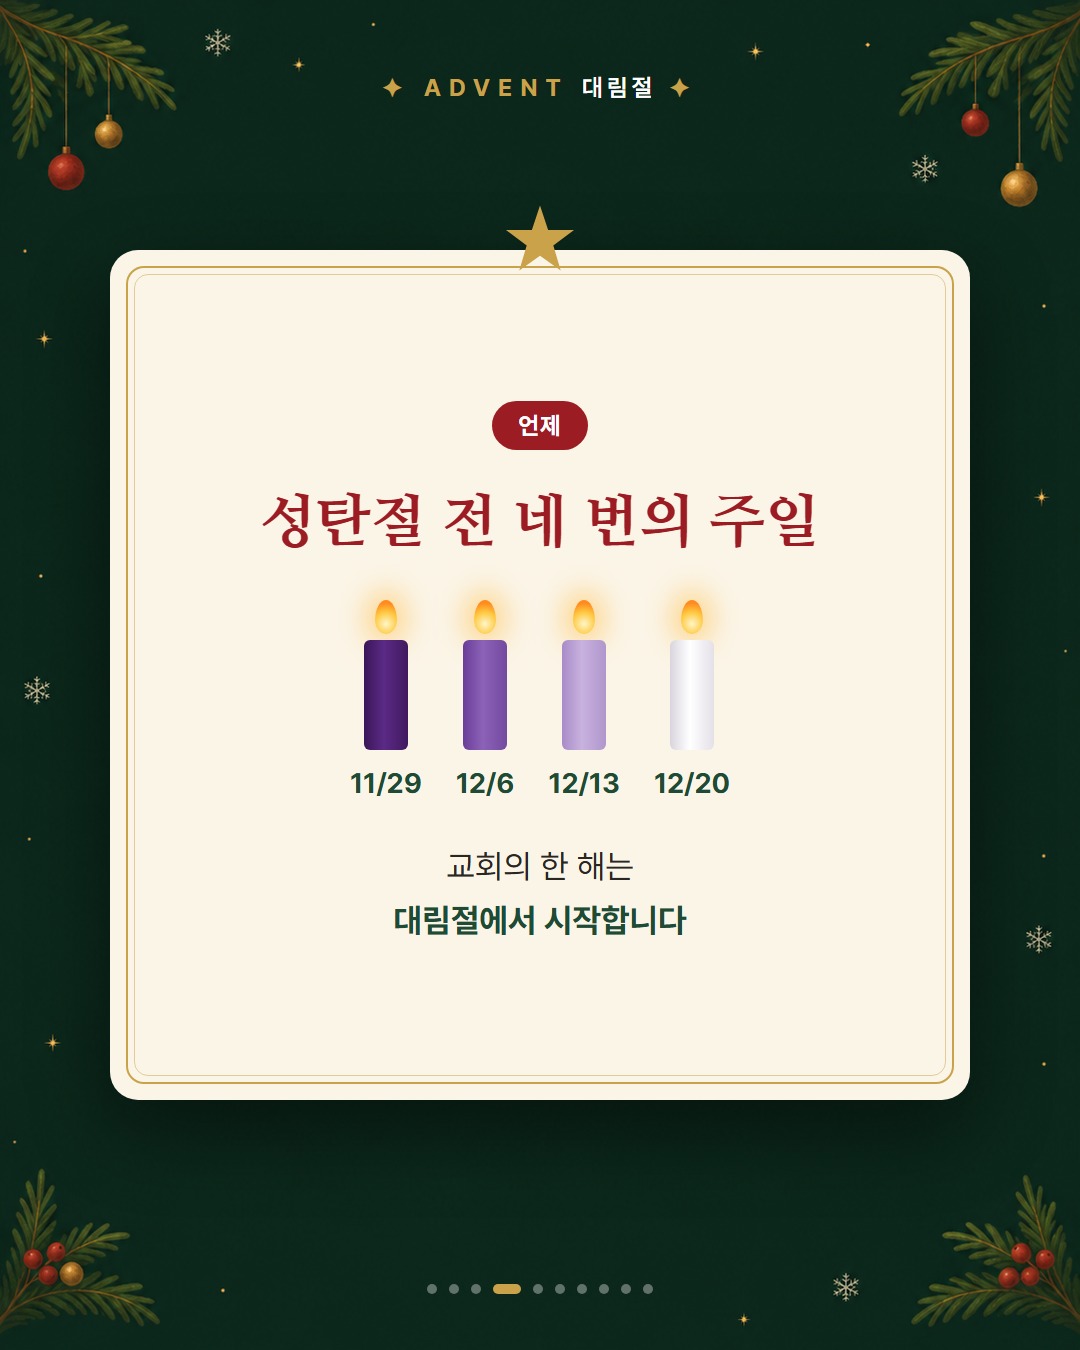 ADVENT 대림절
언제
성탄절 전 네 번의 주일
11/29 12/6 12/13 12/20
교회의 한 해는
대림절에서 시작합니다